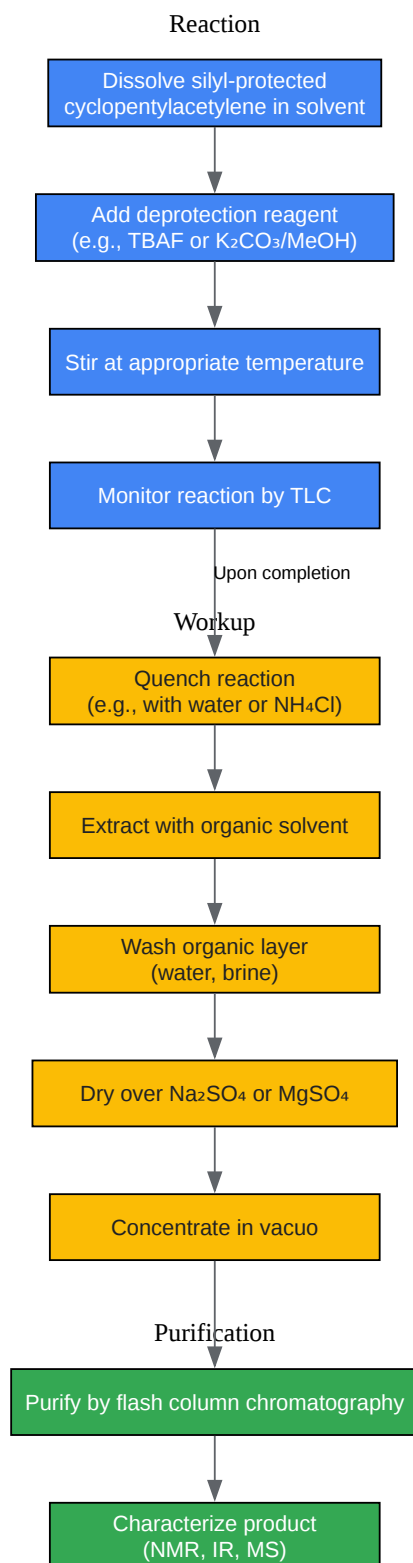 Reaction
Dissolve silyl-protected
cyclopentylacetylene in solvent
Add deprotection reagent
(e.g., TBAF or K₂CO₃/MeOH)
Stir at appropriate temperature
Monitor reaction by TLC
Upon completion
Workup
Quench reaction
(e.g., with water or NH₄Cl)
Extract with organic solvent
Wash organic layer
(water, brine)
Dry over Na₂SO₄ or MgSO₄
Concentrate in vacuo
Purification
Purify by flash column chromatography
Characterize product
(NMR, IR, MS)